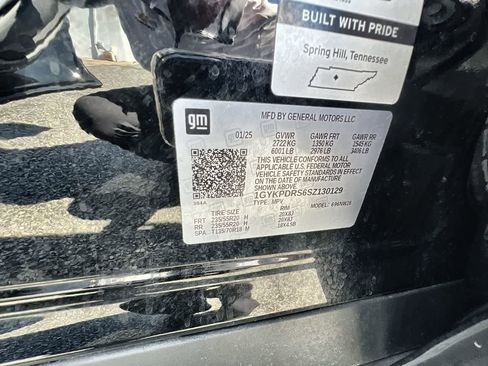 BUILT WITH PRIDE
Spring Hill, Tennessee
gm
MFD BY GENERAL MOTORS LLC
01/25 GVWR GAWR FRT GAWR RR
2722 KG 1350 KG 1545 KG
6001 LB 2976 LB 3406 LB
THIS VEHICLE CONFORMS TO ALL
APPLICABLE U.S. FEDERAL MOTOR
VEHICLE SAFETY STANDARDS IN EFFECT
ON THE DATE OF MANUFACTURE
SHOWN ABOVE
1GYKPDRS6SZ130129
TYPE: MPV MODEL: 6NW26
TIRE SIZE RIM
FRT 235/55R20 H 20X8J
RR 235/55R20 H 20X8J
SPA T135/70R18 M 18X4.5B